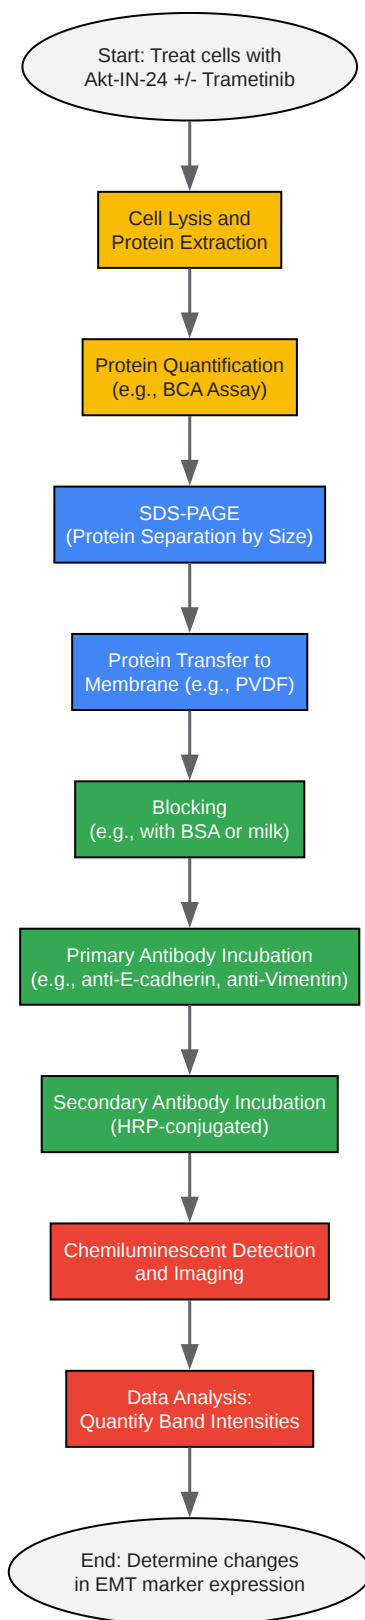 Start: Treat cells with
Akt-IN-24 +/- Trametinib
Cell Lysis and
Protein Extraction
Protein Quantification
(e.g., BCA Assay)
SDS-PAGE
(Protein Separation by Size)
Protein Transfer to
Membrane (e.g., PVDF)
Blocking
(e.g., with BSA or milk)
Primary Antibody Incubation
(e.g., anti-E-cadherin, anti-Vimentin)
Secondary Antibody Incubation
(HRP-conjugated)
Chemiluminescent Detection
and Imaging
Data Analysis:
Quantify Band Intensities
End: Determine changes
in EMT marker expression